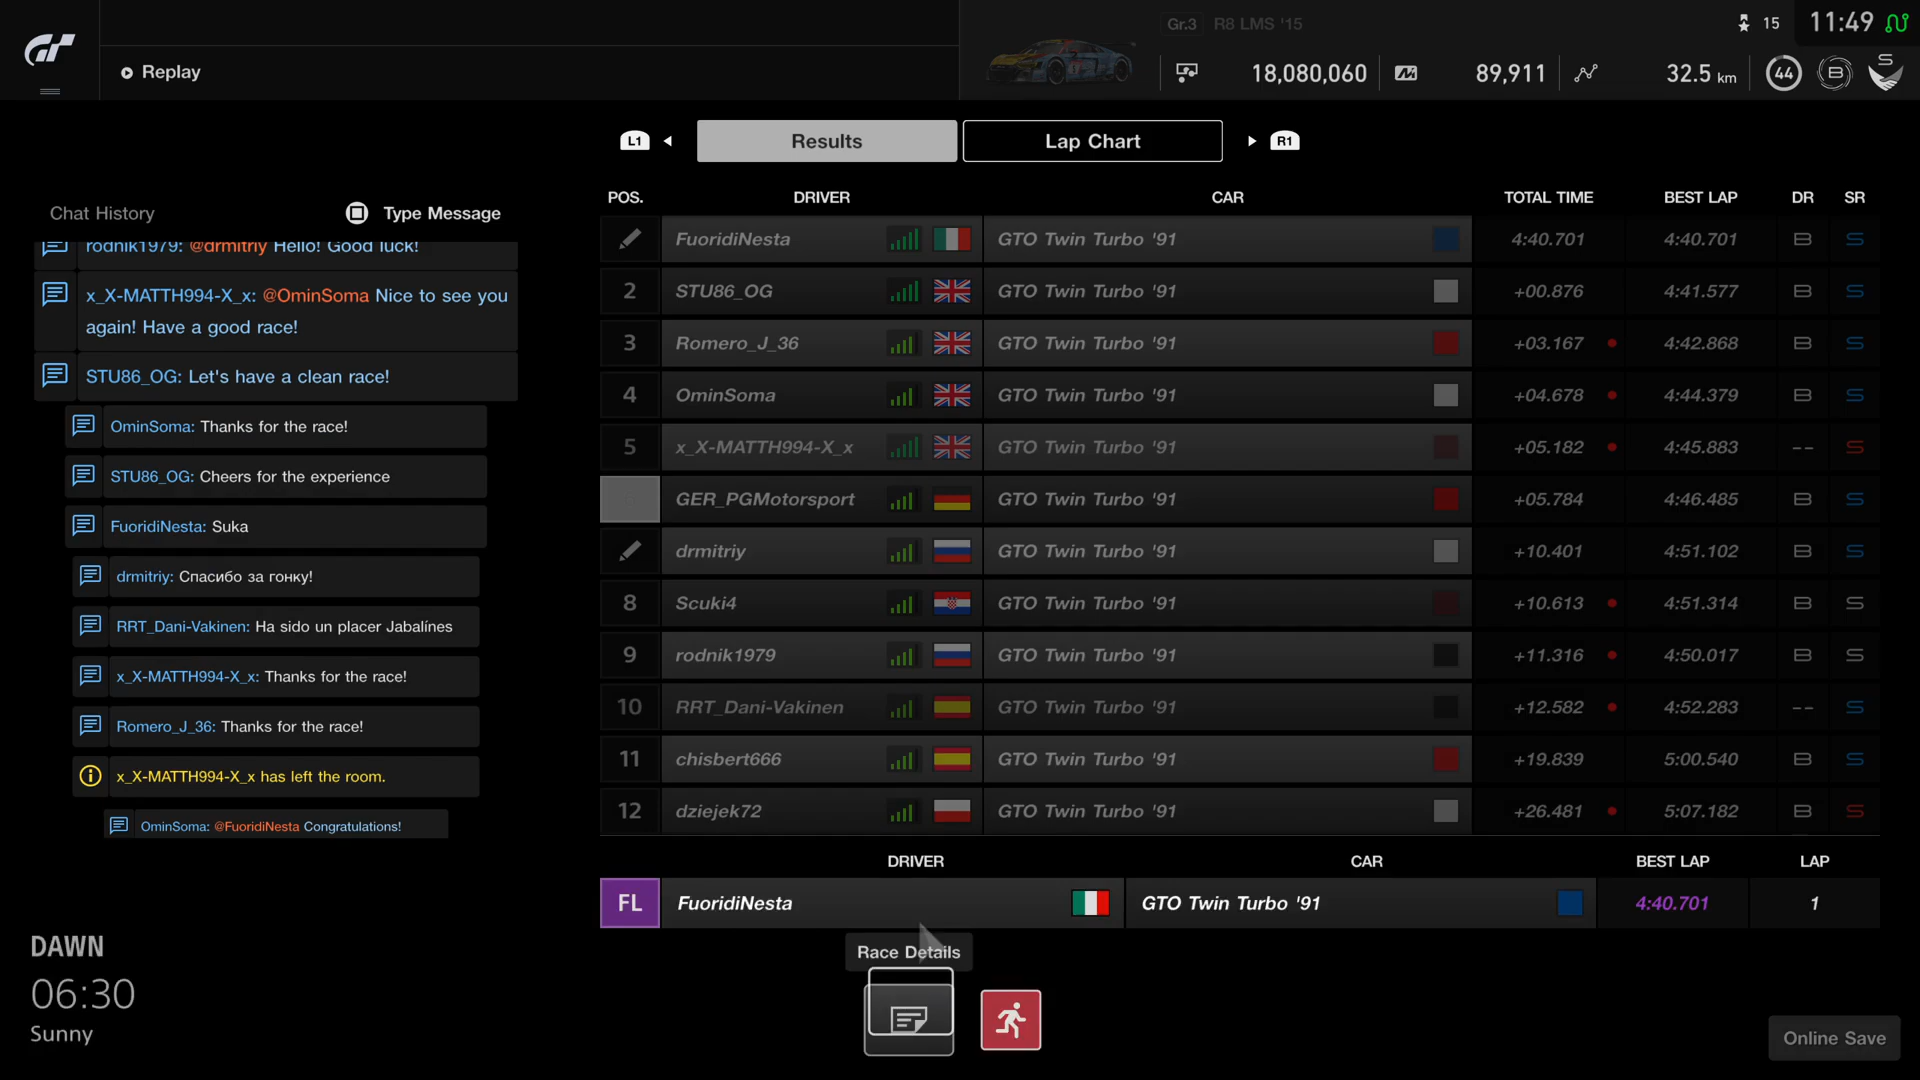 Gr.3 R8 LMS '15
15 11:49
Replay
18,080,060 89,911 32.5 km 44 B S
L1 Results Lap Chart R1
Chat History Type Message
rodnik1979: @drmitriy Hello! Good luck!
x_X-MATTH994-X_x: @OminSoma Nice to see you
again! Have a good race!
STU86_OG: Let's have a clean race!
OminSoma: Thanks for the race!
STU86_OG: Cheers for the experience
FuoridiNesta: Suka
drmitriy: Спасибо за гонку!
RRT_Dani-Vakinen: Ha sido un placer Jabalínes
x_X-MATTH994-X_x: Thanks for the race!
Romero_J_36: Thanks for the race!
x_X-MATTH994-X_x has left the room.
OminSoma: @FuoridiNesta Congratulations!
POS. DRIVER CAR TOTAL TIME BEST LAP DR SR
FuoridiNesta GTO Twin Turbo '91 4:40.701 4:40.701 B S
2 STU86_OG GTO Twin Turbo '91 +00.876 4:41.577 B S
3 Romero_J_36 GTO Twin Turbo '91 +03.167 4:42.868 B S
4 OminSoma GTO Twin Turbo '91 +04.678 4:44.379 B S
5 x_X-MATTH994-X_x GTO Twin Turbo '91 +05.182 4:45.883 -- S
GER_PGMotorsport GTO Twin Turbo '91 +05.784 4:46.485 B S
drmitriy GTO Twin Turbo '91 +10.401 4:51.102 B S
8 Scuki4 GTO Twin Turbo '91 +10.613 4:51.314 B S
9 rodnik1979 GTO Twin Turbo '91 +11.316 4:50.017 B S
10 RRT_Dani-Vakinen GTO Twin Turbo '91 +12.582 4:52.283 -- S
11 chisbert666 GTO Twin Turbo '91 +19.839 5:00.540 B S
12 dziejek72 GTO Twin Turbo '91 +26.481 5:07.182 B S
DRIVER CAR BEST LAP LAP
FL FuoridiNesta GTO Twin Turbo '91 4:40.701 1
Race Details
DAWN
06:30
Sunny
Online Save